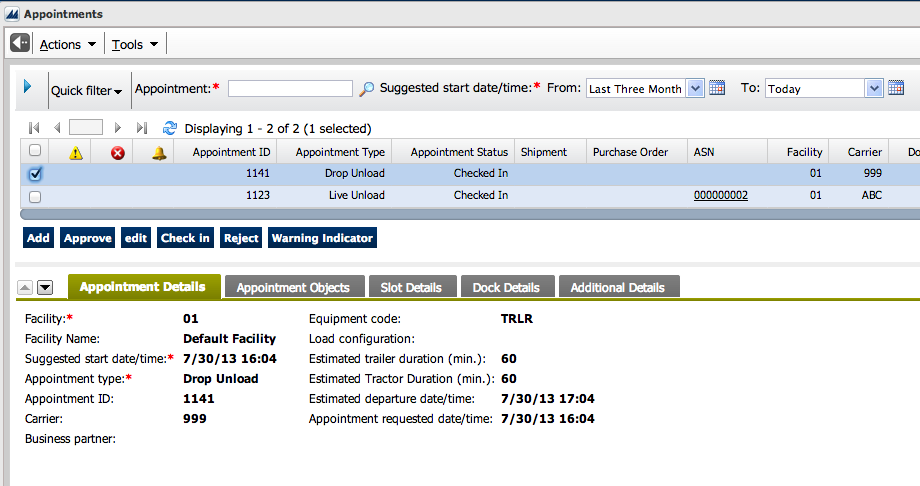 Appointments
Actions Tools
Quick filter Appointment:* Suggested start date/time:* From: Last Three Month To: Today
Displaying 1 - 2 of 2 (1 selected)
Appointment ID Appointment Type Appointment Status Shipment Purchase Order ASN Facility Carrier Do
1141 Drop Unload Checked In 01 999
1123 Live Unload Checked In 000000002 01 ABC
Add Approve edit Check in Reject Warning Indicator
Appointment Details Appointment Objects Slot Details Dock Details Additional Details
Facility:* 01 Equipment code: TRLR
Facility Name: Default Facility Load configuration:
Suggested start date/time:* 7/30/13 16:04 Estimated trailer duration (min.): 60
Appointment type:* Drop Unload Estimated Tractor Duration (min.): 60
Appointment ID: 1141 Estimated departure date/time: 7/30/13 17:04
Carrier: 999 Appointment requested date/time: 7/30/13 16:04
Business partner: